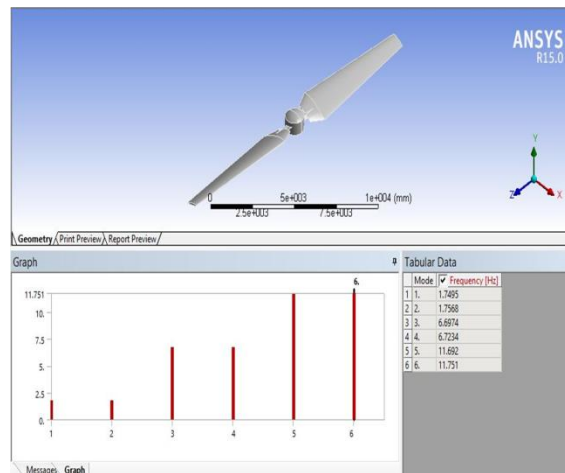 ANSYS
R15.0
Y
Z
X
0
5e+003
1e+004 (mm)
2.5e+003
7.5e+003
Geometry Print Preview Report Preview
Graph
6.
11.751
10.
7.5
5.
2.5
0.
1 2 3 4 5 6
Messages Graph
Tabular Data
Mode Frequency [Hz]
1 1. 1.7495
2 2. 1.7568
3 3. 6.6974
4 4. 6.7234
5 5. 11.692
6 6. 11.751